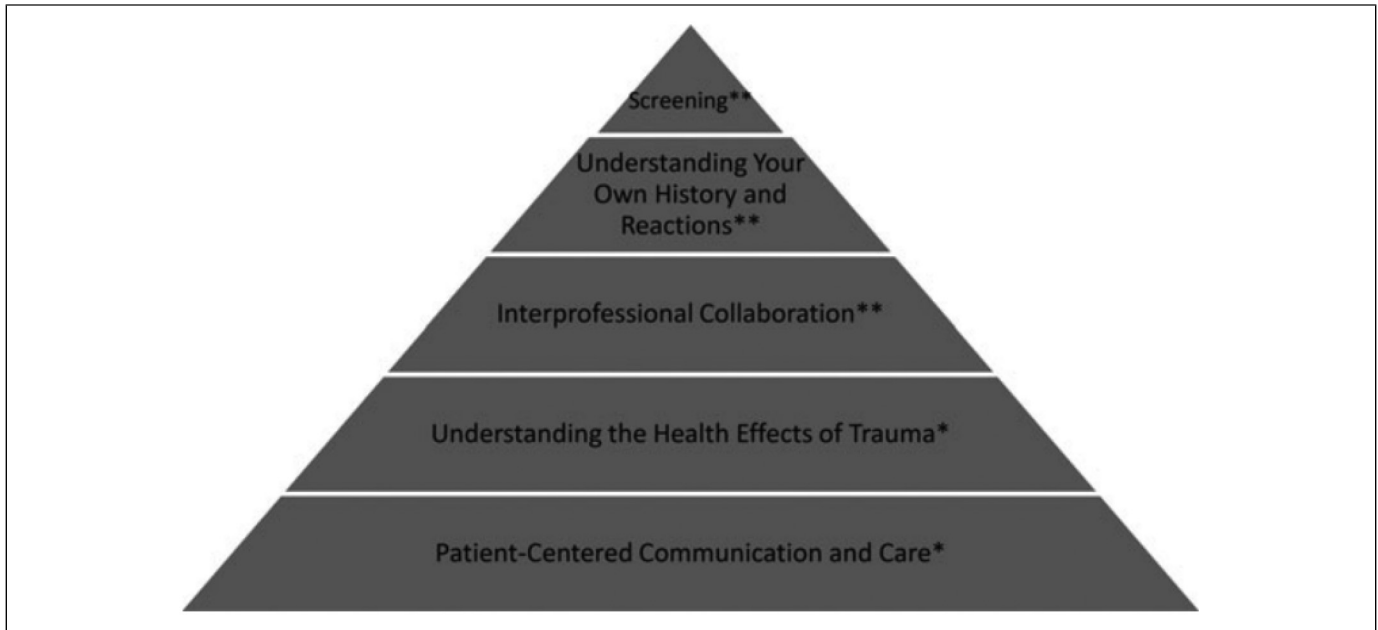 Screening**
Understanding Your
Own History and
Reactions**
Interprofessional Collaboration**
Understanding the Health Effects of Trauma*
Patient-Centered Communication and Care*